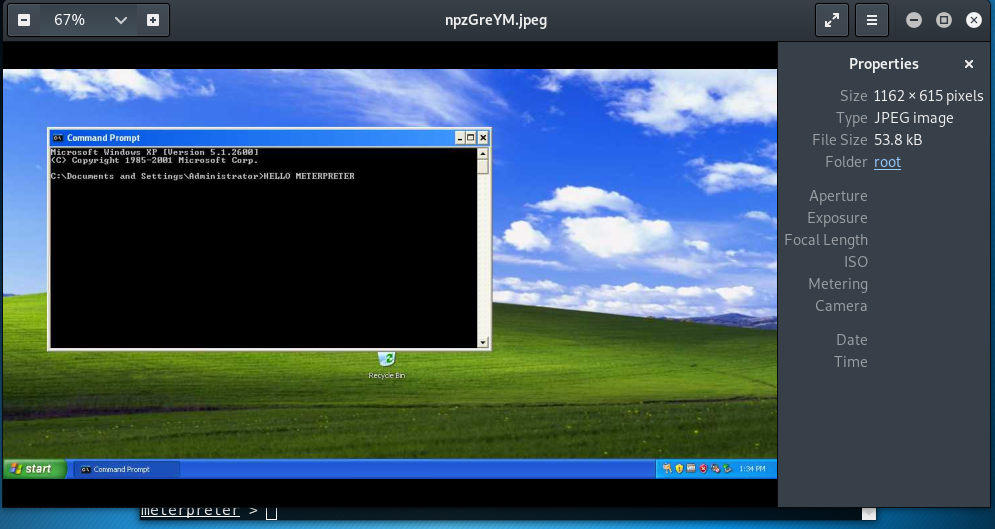 67%
npzGreYM.jpeg
Properties
Size 1162 × 615 pixels
Type JPEG image
File Size 53.8 kB
Folder root
Aperture
Exposure
Focal Length
ISO
Metering
Camera
Date
Time
Command Prompt
Microsoft Windows XP [Version 5.1.2600]
(C) Copyright 1985-2001 Microsoft Corp.
C:\Documents and Settings\Administrator>HELLO METERPRETER
Recycle Bin
start
Command Prompt
1:34 PM
meterpreter >